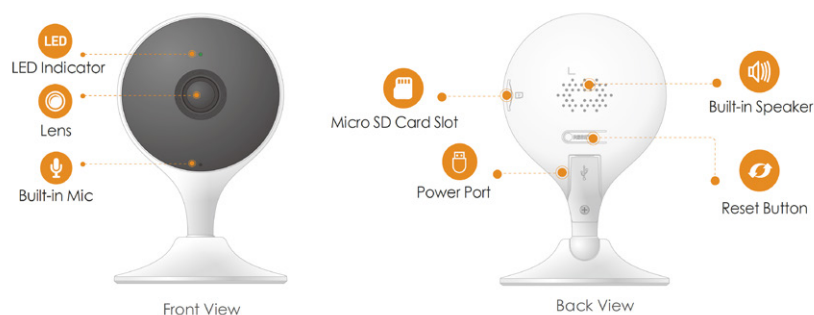 LED
LED Indicator
Lens
Built-in Mic
Front View
Micro SD Card Slot
Power Port
Built-in Speaker
Reset Button
Back View